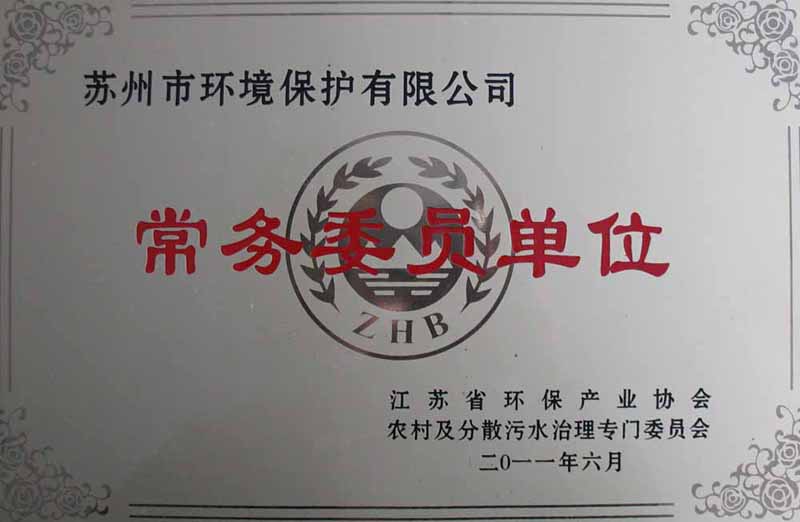 苏州市环境保护有限公司
常务委员单位
ZHB
江苏省环保产业协会
农村及分散污水治理专门委员会
二0一一年六月